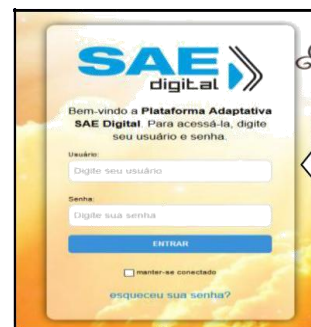 SAE
digital
Bem-vindo a Plataforma Adaptativa
SAE Digital. Para acessá-la, digite
seu usuário e senha.
Usuário:
Digite seu usuário
Senha:
Digite sua senha
ENTRAR
manter-se conectado
esqueceu sua senha?